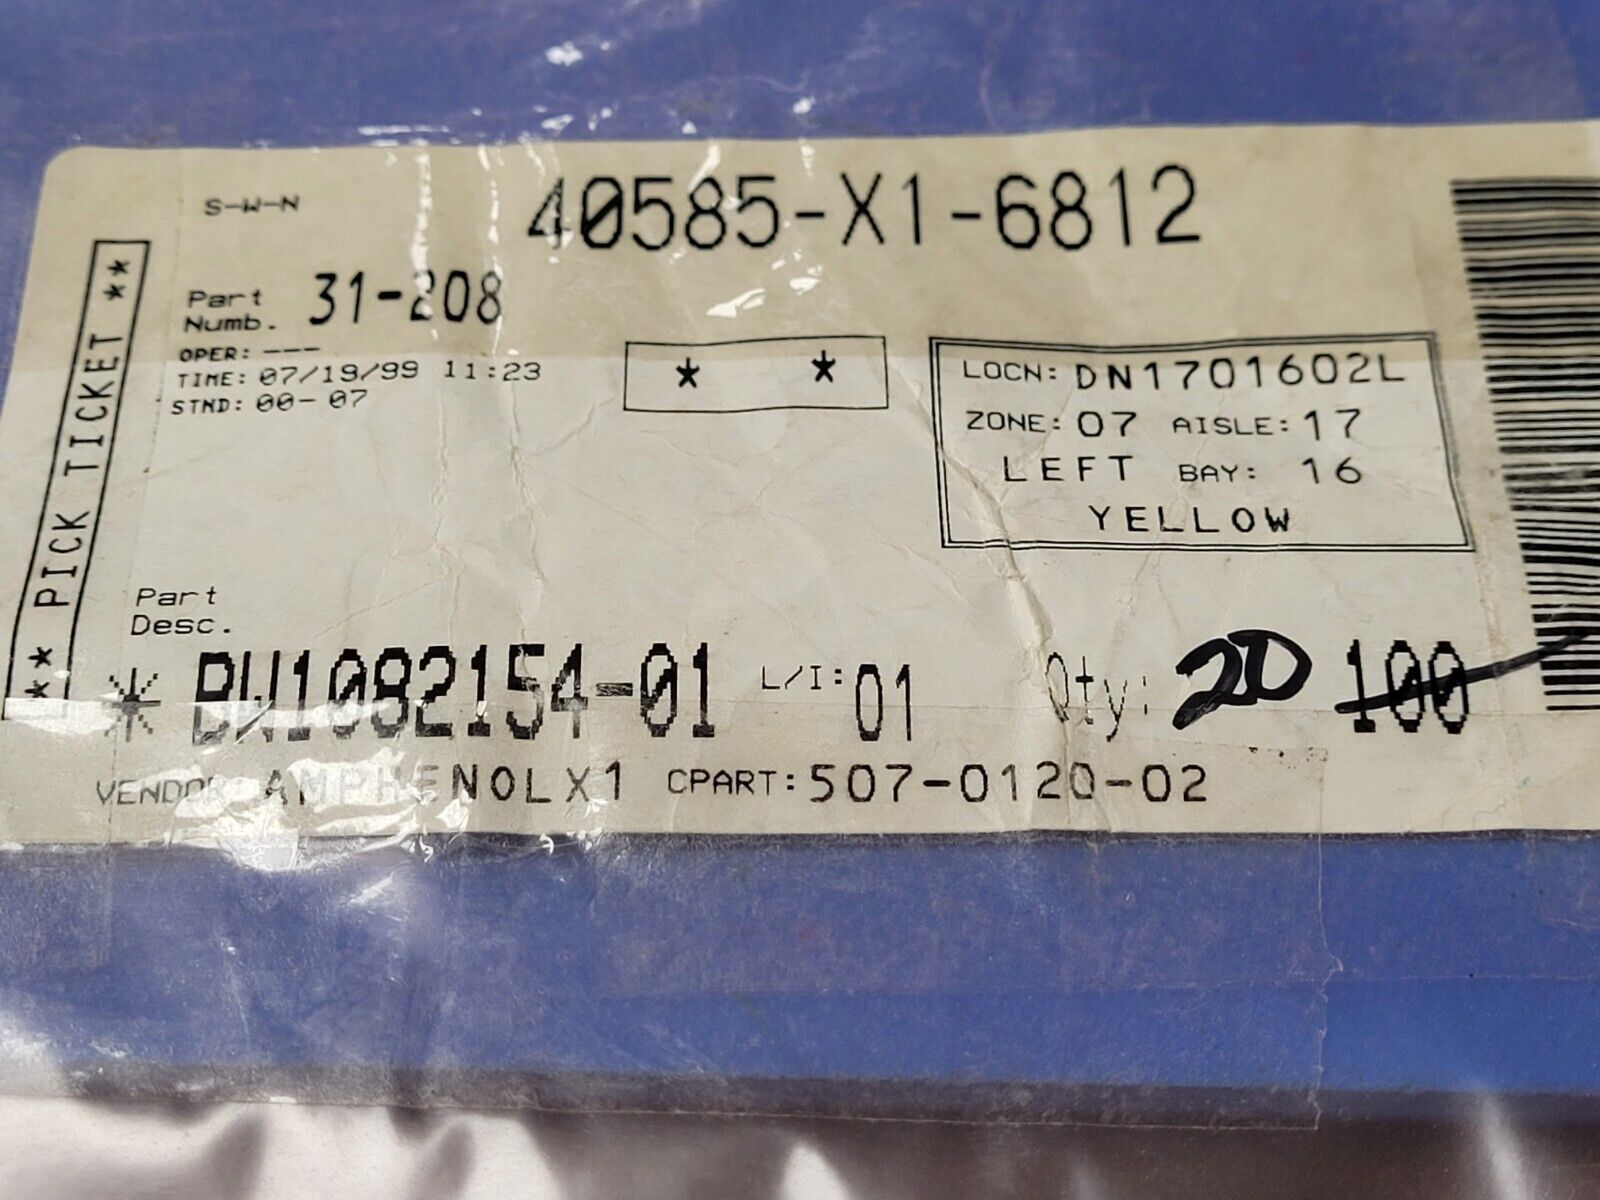 ** PICK TICKET **
S-W-N
40585-X1-6812
Part Numb. 31-208
OPER: ---
TIME: 07/19/99 11:23
STND: 00-07
* *
LOCN: DN1701602L
ZONE: 07 AISLE: 17
LEFT BAY: 16
YELLOW
Part
Desc.
* BW1082154-01 L/I: 01 Qty: 20 100
VENDOR AMPHENOLX1 CPART: 507-0120-02